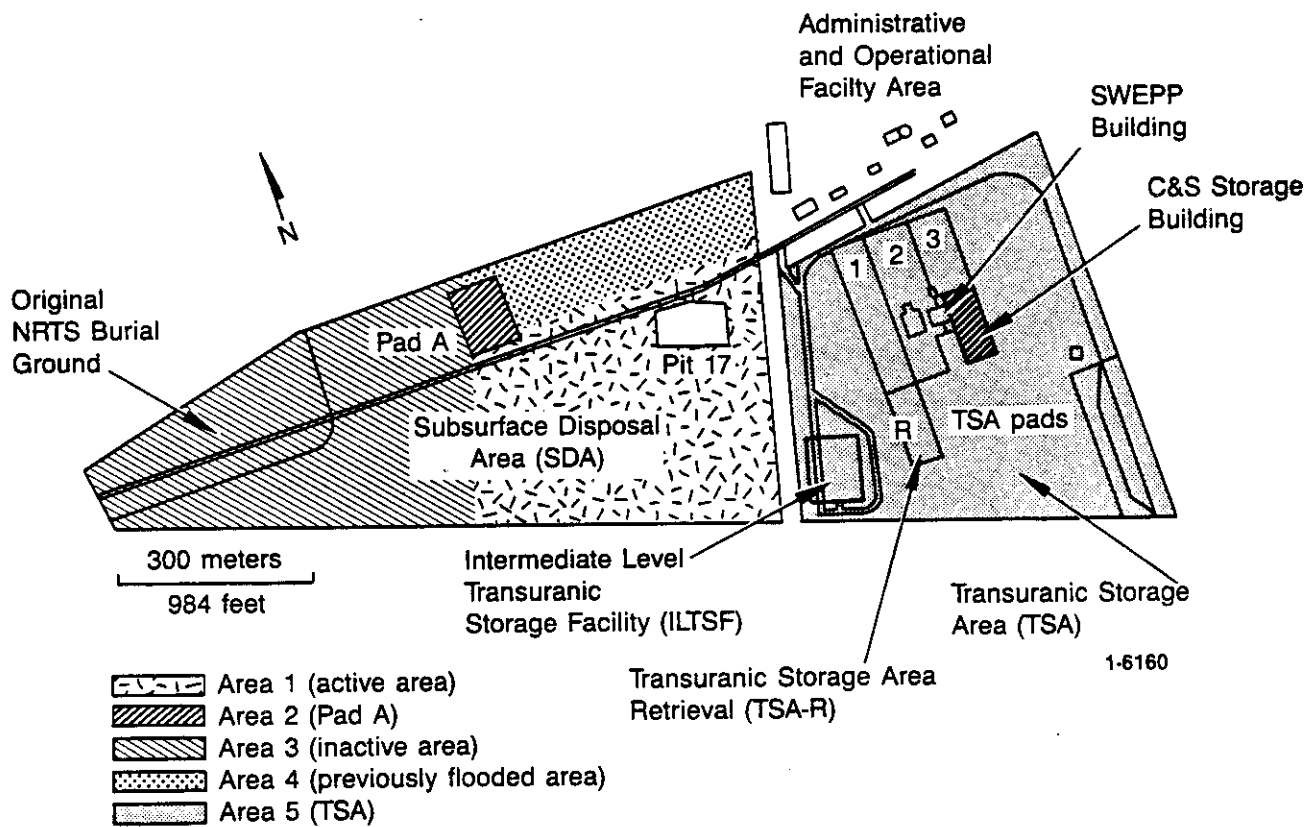 Administrative
and Operational
Facilty Area
SWEPP
Building
C&S Storage
Building
N
Original
NRTS Burial
Ground
Pad A
Pit 17
1
2
3
Subsurface Disposal
Area (SDA)
R
TSA pads
300 meters
984 feet
Intermediate Level
Transuranic
Storage Facility (ILTSF)
Transuranic Storage
Area (TSA)
Transuranic Storage Area
Retrieval (TSA-R)
1-6160
Area 1 (active area)
Area 2 (Pad A)
Area 3 (inactive area)
Area 4 (previously flooded area)
Area 5 (TSA)